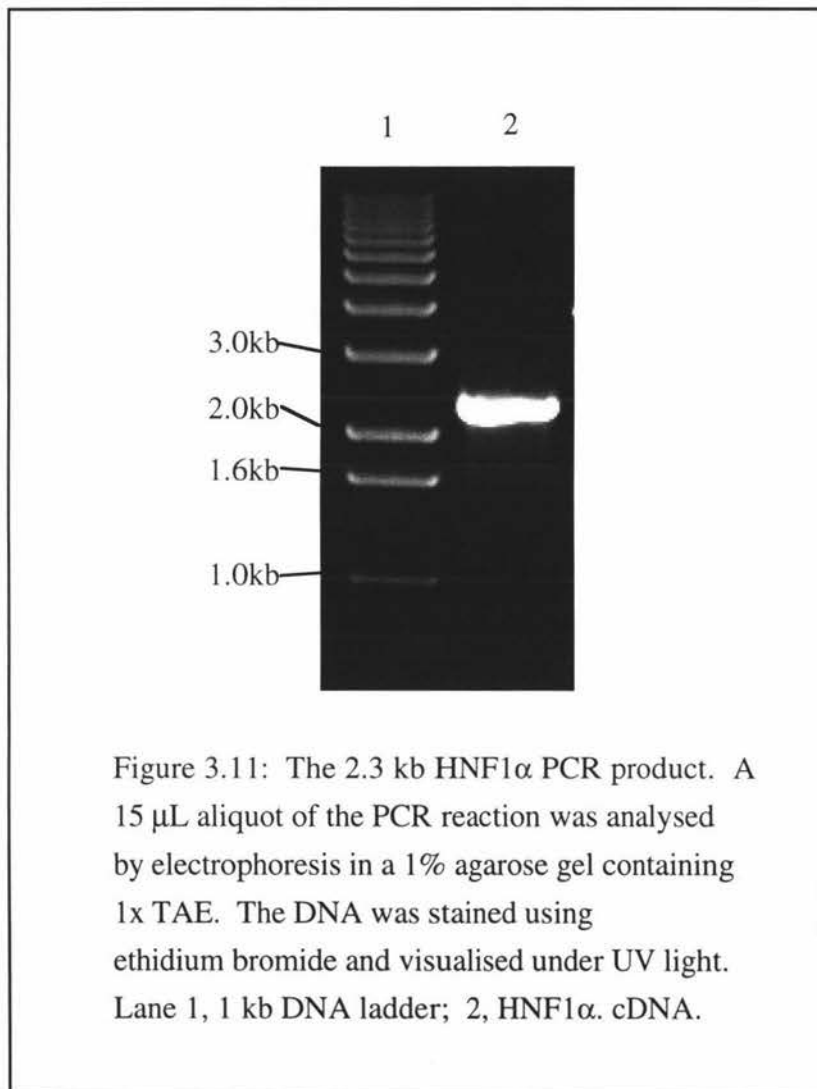 1 2
3.0kb
2.0kb
1.6kb
1.0kb
Figure 3.11: The 2.3 kb HNF1α PCR product. A
15 µL aliquot of the PCR reaction was analysed
by electrophoresis in a 1% agarose gel containing
1x TAE. The DNA was stained using
ethidium bromide and visualised under UV light.
Lane 1, 1 kb DNA ladder; 2, HNF1α. cDNA.